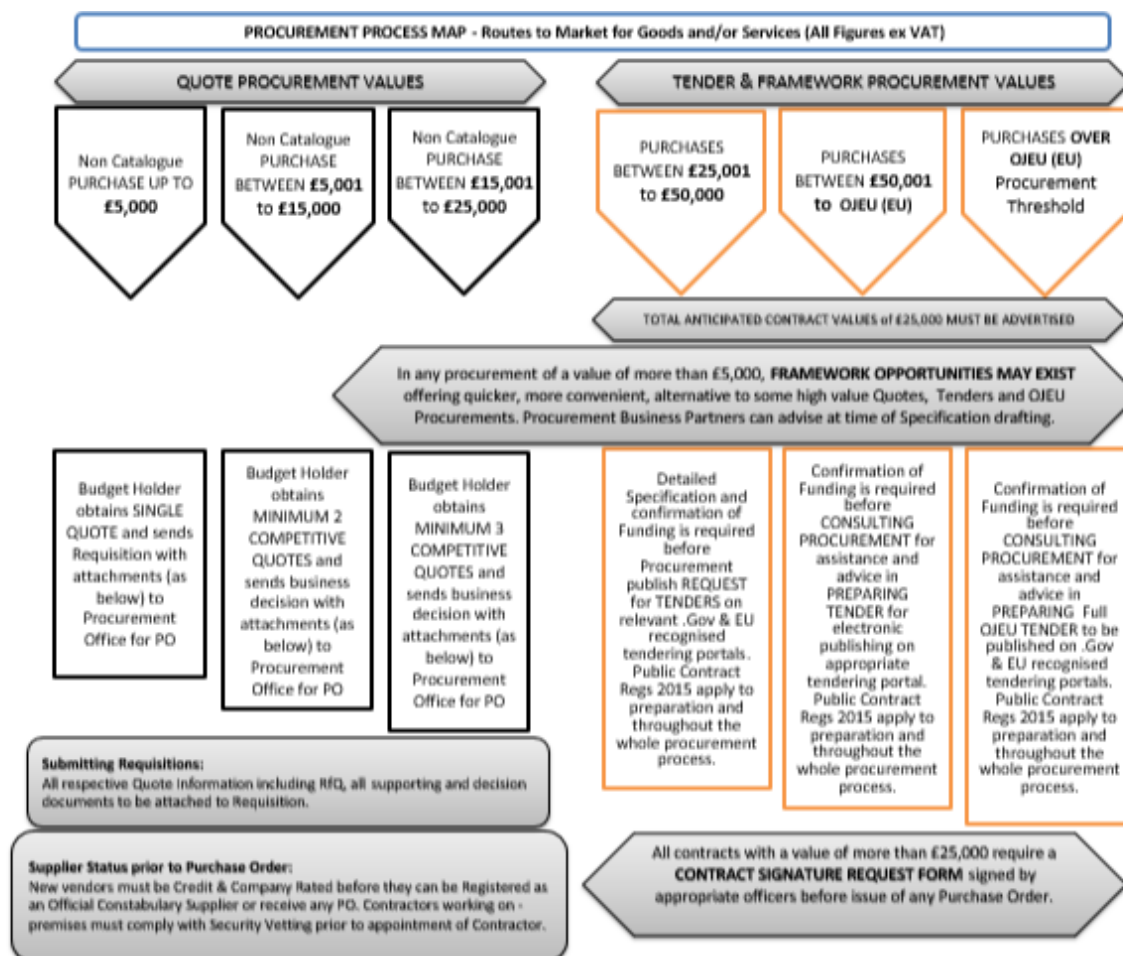 PROCUREMENT PROCESS MAP - Routes to Market for Goods and/or Services (All Figures ex VAT)
QUOTE PROCUREMENT VALUES
TENDER & FRAMEWORK PROCUREMENT VALUES
Non Catalogue
PURCHASE UP TO
£5,000
Non Catalogue
PURCHASE
BETWEEN £5,001
to £15,000
Non Catalogue
PURCHASE
BETWEEN £15,001
to £25,000
PURCHASES
BETWEEN £25,001
to £50,000
PURCHASES
BETWEEN £50,001
to OJEU (EU)
PURCHASES OVER
OJEU (EU)
Procurement
Threshold
TOTAL ANTICIPATED CONTRACT VALUES of £25,000 MUST BE ADVERTISED
In any procurement of a value of more than £5,000, FRAMEWORK OPPORTUNITIES MAY EXIST
offering quicker, more convenient, alternative to some high value Quotes, Tenders and OJEU
Procurements. Procurement Business Partners can advise at time of Specification drafting.
Budget Holder
obtains SINGLE
QUOTE and sends
Requisition with
attachments (as
below) to
Procurement
Office for PO
Budget Holder
obtains
MINIMUM 2
COMPETITIVE
QUOTES and
sends business
decision with
attachments (as
below) to
Procurement
Office for PO
Budget Holder
obtains
MINIMUM 3
COMPETITIVE
QUOTES and
sends business
decision with
attachments (as
below) to
Procurement
Office for PO
Detailed
Specification and
confirmation of
Funding is required
before
Procurement
publish REQUEST
for TENDERS on
relevant .Gov & EU
recognised
tendering portals.
Public Contract
Regs 2015 apply to
preparation and
throughout the
whole procurement
process.
Confirmation of
Funding is required
before
CONSULTING
PROCUREMENT for
assistance and
advice in
PREPARING
TENDER for
electronic
publishing on
appropriate
tendering portal.
Public Contract
Regs 2015 apply to
preparation and
throughout the
whole procurement
process.
Confirmation of
Funding is required
before
CONSULTING
PROCUREMENT for
assistance and
advice in
PREPARING Full
OJEU TENDER to be
published on .Gov
& EU recognised
tendering portals.
Public Contract
Regs 2015 apply to
preparation and
throughout the
whole procurement
process.
Submitting Requisitions:
All respective Quote Information including RfQ, all supporting and decision
documents to be attached to Requisition.
Supplier Status prior to Purchase Order:
New vendors must be Credit & Company Rated before they can be Registered as
an Official Constabulary Supplier or receive any PO. Contractors working on -
premises must comply with Security Vetting prior to appointment of Contractor.
All contracts with a value of more than £25,000 require a
CONTRACT SIGNATURE REQUEST FORM signed by
appropriate officers before issue of any Purchase Order.